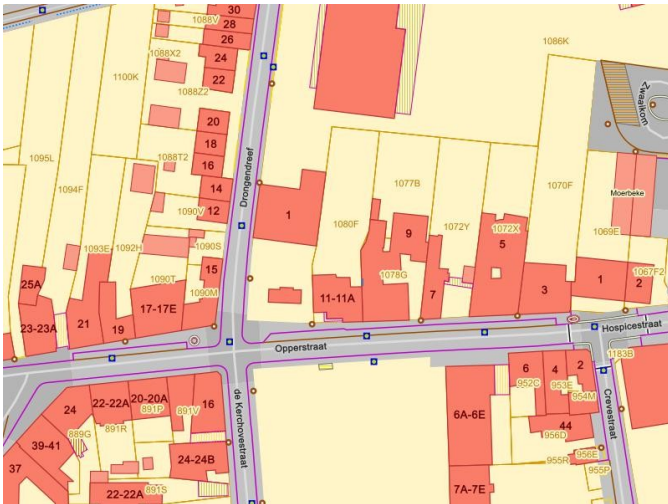 30
1088V
28
26
1088X2
24
22
1088Z2
1100K
1086K
Zwaaikom
20
18
1088T2
16
1095L
1094F
14
12
1090V
Drongendreef
1
1077B
1080F
9
1072Y
1072X
5
1070F
Moerbeke
1069E
1093E
1092H
1090S
15
1090T
1090M
25A
23-23A
21
19
17-17E
11-11A
1078G
7
3
1
2
1067F2
Opperstraat
Hospicestraat
1183B
de Kerchovestraat
Crevestraat
24
22-22A
20-20A
891P
891V
16
891R
889G
39-41
37
24-24B
22-22A
891S
6
952C
4
953E
2
954M
6A-6E
44
956D
955R
956E
955P
7A-7E